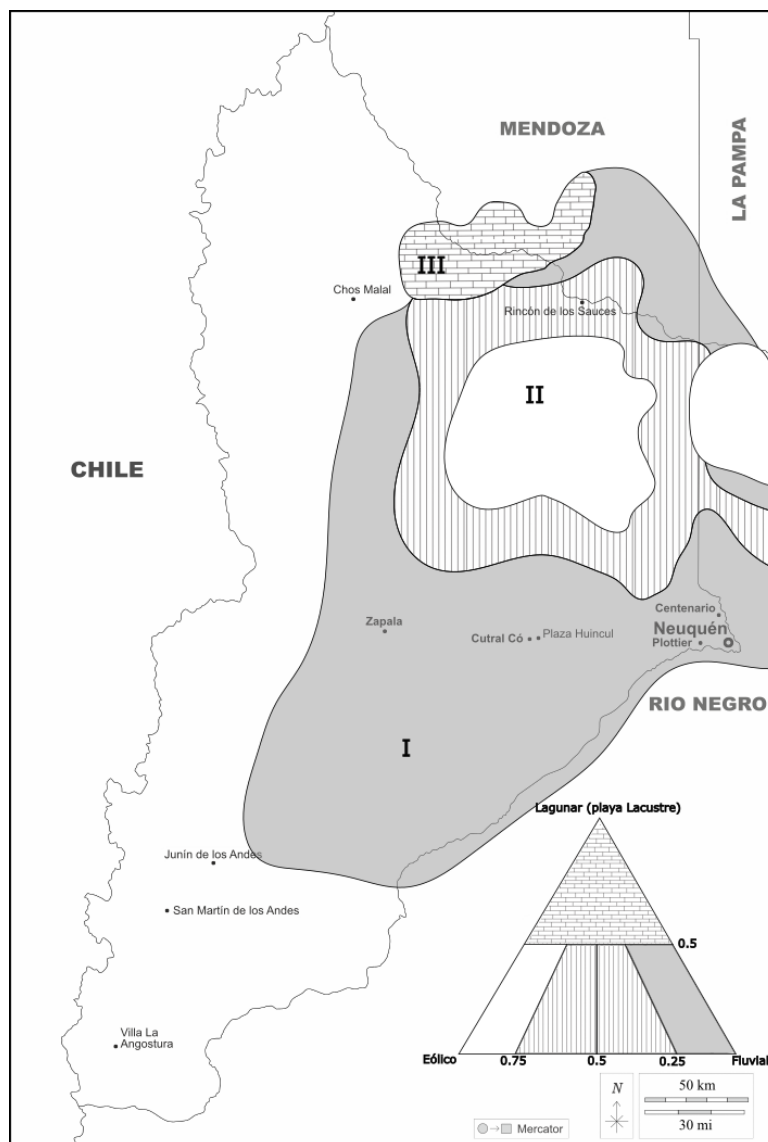 MENDOZA
LA PAMPA
III
Chos Malal
Rincón de los Sauces
II
CHILE
Centenario
Zapala
Neuquén
Cutral Có
Plaza Huincul
Plottier
RIO NEGRO
I
Lagunar (playa Lacustre)
Junín de los Andes
San Martín de los Andes
0.5
Villa La
Angostura
Eólico
0.75
0.5
0.25
Fluvial
N
50 km
30 mi
Mercator